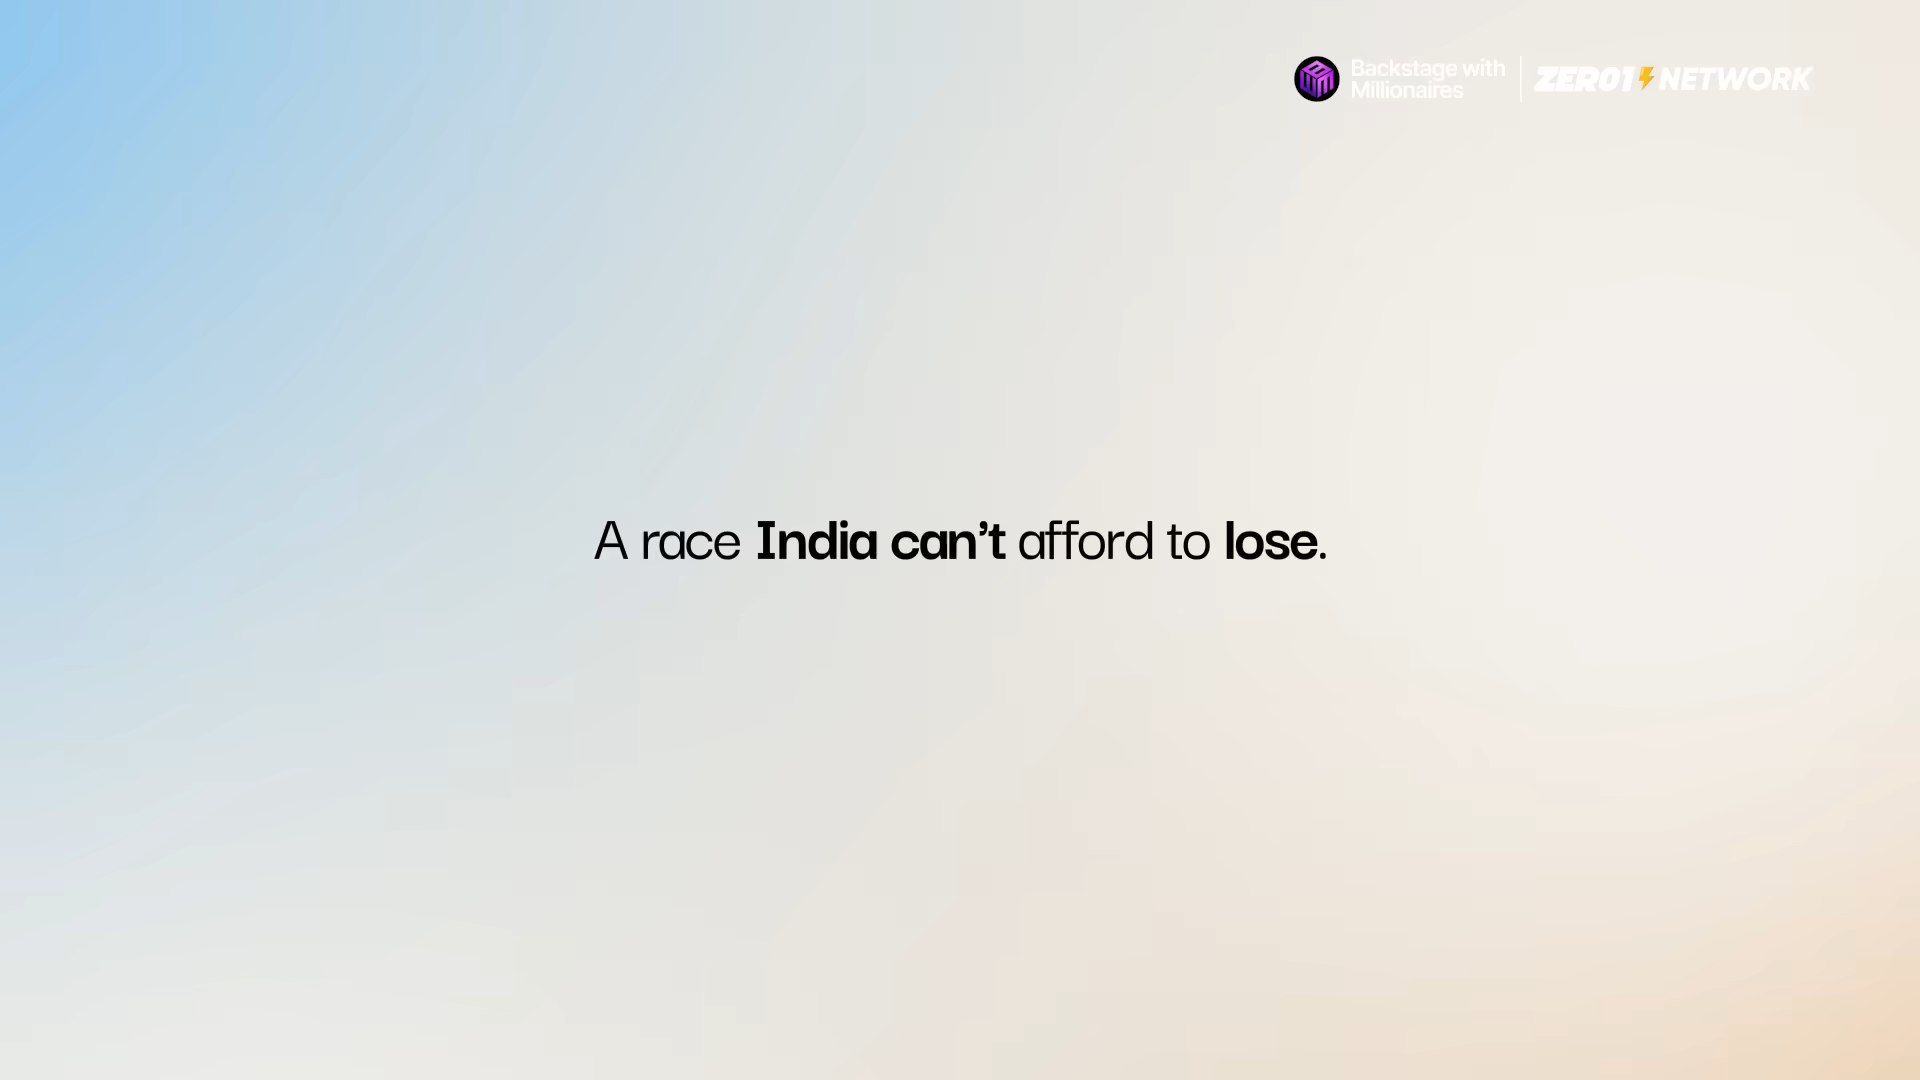 Backstage with
Millionaires
ZERO1 NETWORK
A race India can’t afford to lose.